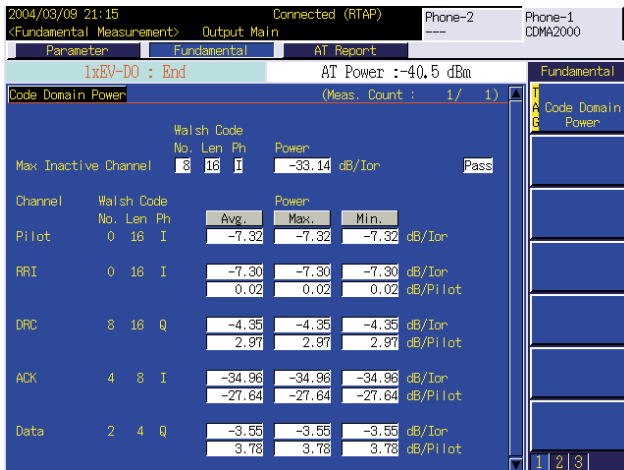 2004/03/09 21:15 Connected (RTAP) Phone-2 Phone-1
<Fundamental Measurement> Output Main --- CDMA2000
Parameter Fundamental AT Report
1xEV-DO : End AT Power :-40.5 dBm Fundamental
Code Domain Power (Meas. Count : 1/ 1)
TAG Code Domain Power
Walsh Code
No. Len Ph Power
Max Inactive Channel 8 16 I -33.14 dB/Ior Pass
Channel Walsh Code Power
No. Len Ph Avg. Max. Min.
Pilot 0 16 I -7.32 -7.32 -7.32 dB/Ior
RRI 0 16 I -7.30 -7.30 -7.30 dB/Ior
0.02 0.02 0.02 dB/Pilot
DRC 8 16 Q -4.35 -4.35 -4.35 dB/Ior
2.97 2.97 2.97 dB/Pilot
ACK 4 8 I -34.96 -34.96 -34.96 dB/Ior
-27.64 -27.64 -27.64 dB/Pilot
Data 2 4 Q -3.55 -3.55 -3.55 dB/Ior
3.78 3.78 3.78 dB/Pilot
1 2 3